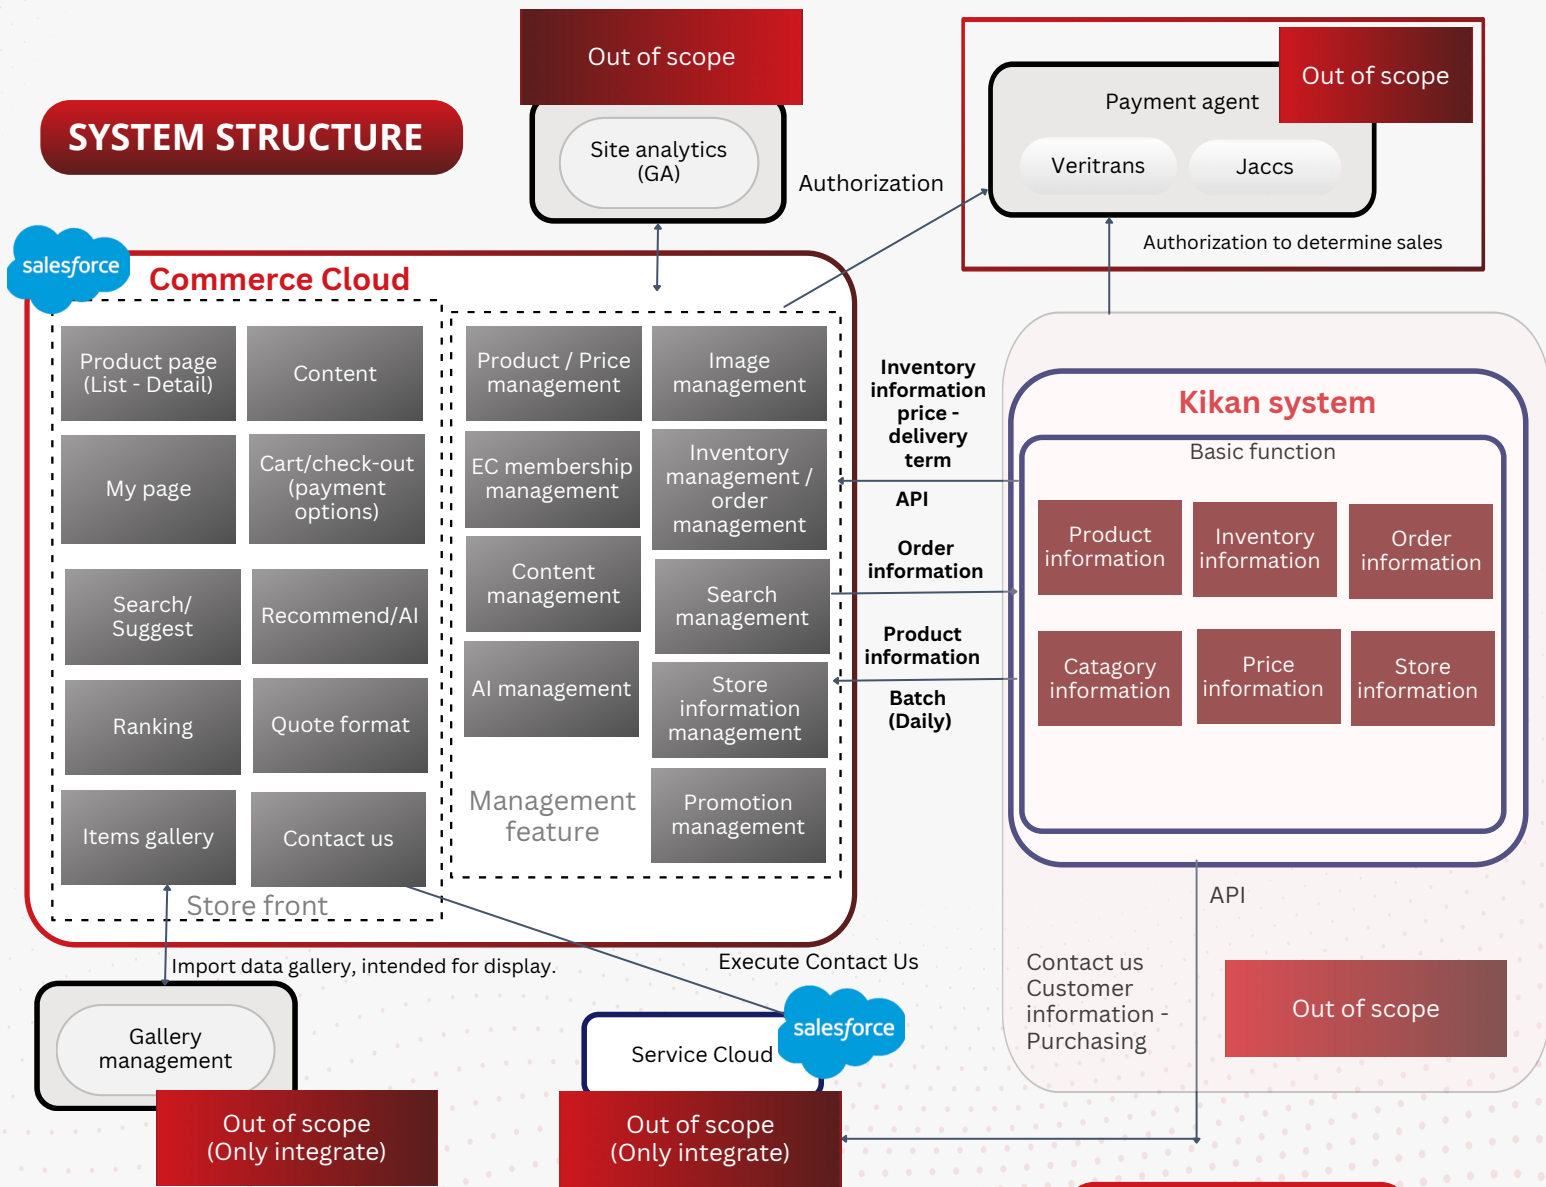 SYSTEM STRUCTURE
Out of scope
Site analytics
(GA)
Authorization
Payment agent
Out of scope
Veritrans
Jaccs
Authorization to determine sales
salesforce
Commerce Cloud
Product page
(List - Detail)
Content
My page
Cart/check-out
(payment
options)
Search/
Suggest
Recommend/AI
Ranking
Quote format
Items gallery
Contact us
Store front
Product / Price
management
Image
management
EC membership
management
Inventory
management /
order
management
Content
management
Search
management
AI management
Store
information
management
Management
feature
Promotion
management
Inventory
information
price -
delivery
term
API
Order
information
Product
information
Batch
(Daily)
Kikan system
Basic function
Product
information
Inventory
information
Order
information
Catagory
information
Price
information
Store
information
API
Contact us
Customer
information -
Purchasing
Out of scope
Import data gallery, intended for display.
Execute Contact Us
Gallery
management
Out of scope
(Only integrate)
Service Cloud
salesforce
Out of scope
(Only integrate)